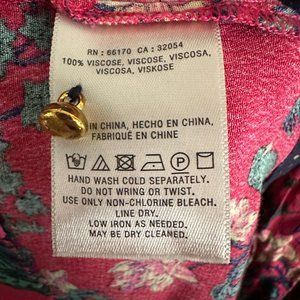 RN : 66170 CA : 32054
100% VISCOSE, VISCOSE, VISCOSA,
VISCOSA, VISKOSE
IN CHINA, HECHO EN CHINA,
FABRIQUÉ EN CHINE
P
HAND WASH COLD SEPARATELY.
DO NOT WRING OR TWIST.
USE ONLY NON-CHLORINE BLEACH.
LINE DRY.
LOW IRON AS NEEDED.
MAY BE DRY CLEANED.